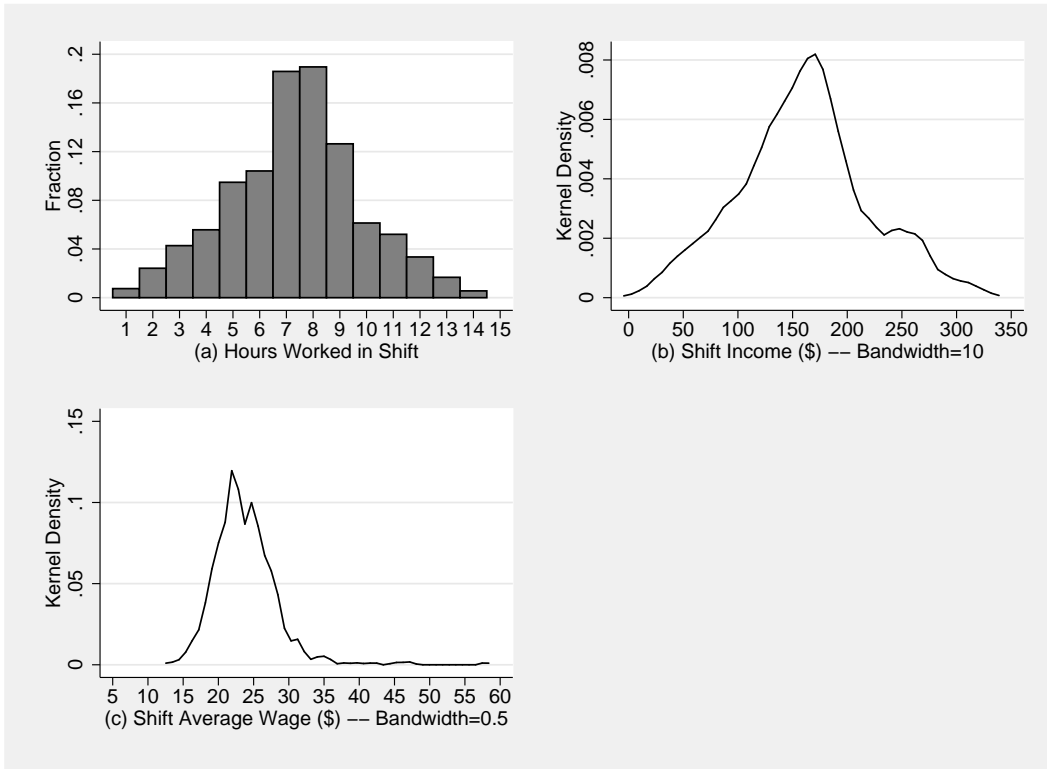 .2
.16
.12
.08
.04
0
Fraction
1 2 3 4 5 6 7 8 9 10 11 12 13 14 15
(a) Hours Worked in Shift
.008
.006
.004
.002
0
Kernel Density
0 50 100 150 200 250 300 350
(b) Shift Income ($) −− Bandwidth=10
.15
.1
.05
0
Kernel Density
5 10 15 20 25 30 35 40 45 50 55 60
(c) Shift Average Wage ($) −− Bandwidth=0.5